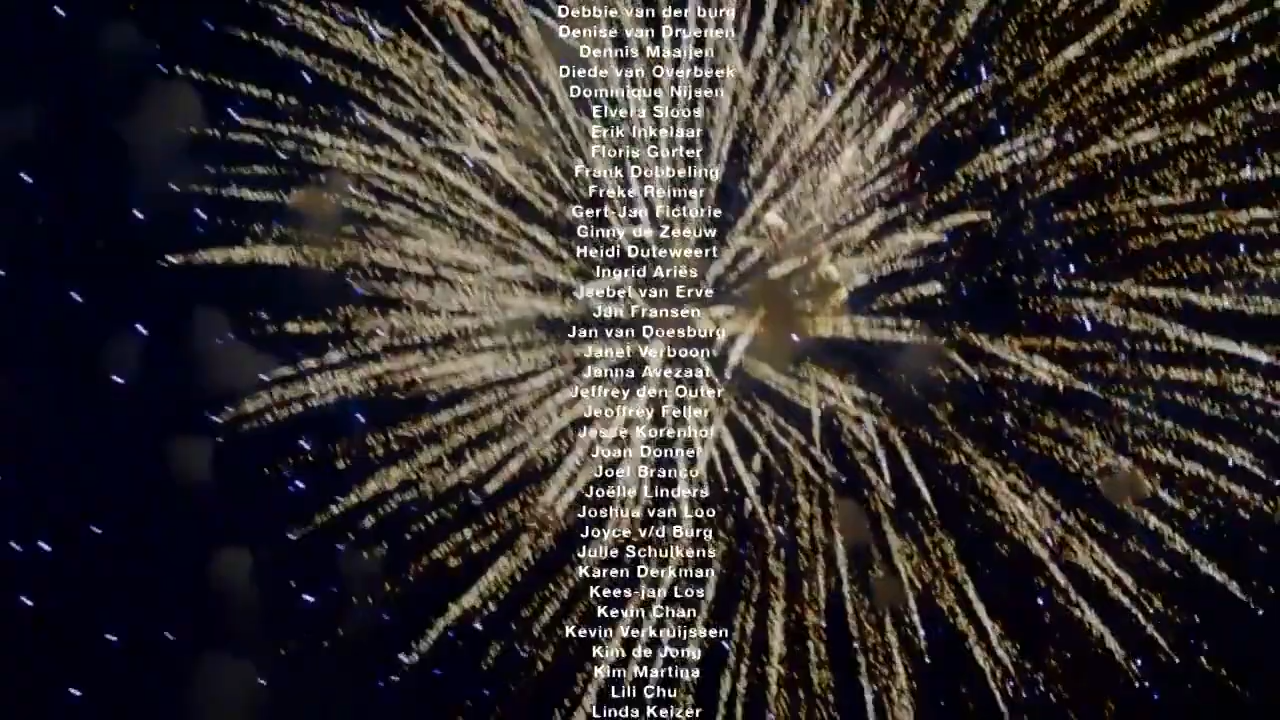 Debbie van der burg
Denise van Druenen
Dennis Maaijen
Diede van Overbeek
Dominique Nijsen
Elvera Sloos
Erik Inkelaar
Floris Gorter
Frank Dobbeling
Freke Reimer
Gert-Jan Fictorie
Ginny de Zeeuw
Heidi Duteweert
Ingrid Ariës
Isebel van Erve
Jan Fransen
Jan van Doesburg
Janet Verboon
Janna Avezaat
Jeffrey den Outer
Jeoffrey Feller
Jesse Korenhof
Joan Donner
Joel Branco
Joëlle Linders
Joshua van Loo
Joyce v/d Burg
Julie Schulkens
Karen Derkman
Kees-jan Los
Kevin Chan
Kevin Verkruijssen
Kim de Jong
Kim Martina
Lili Chu
Linda Keizer